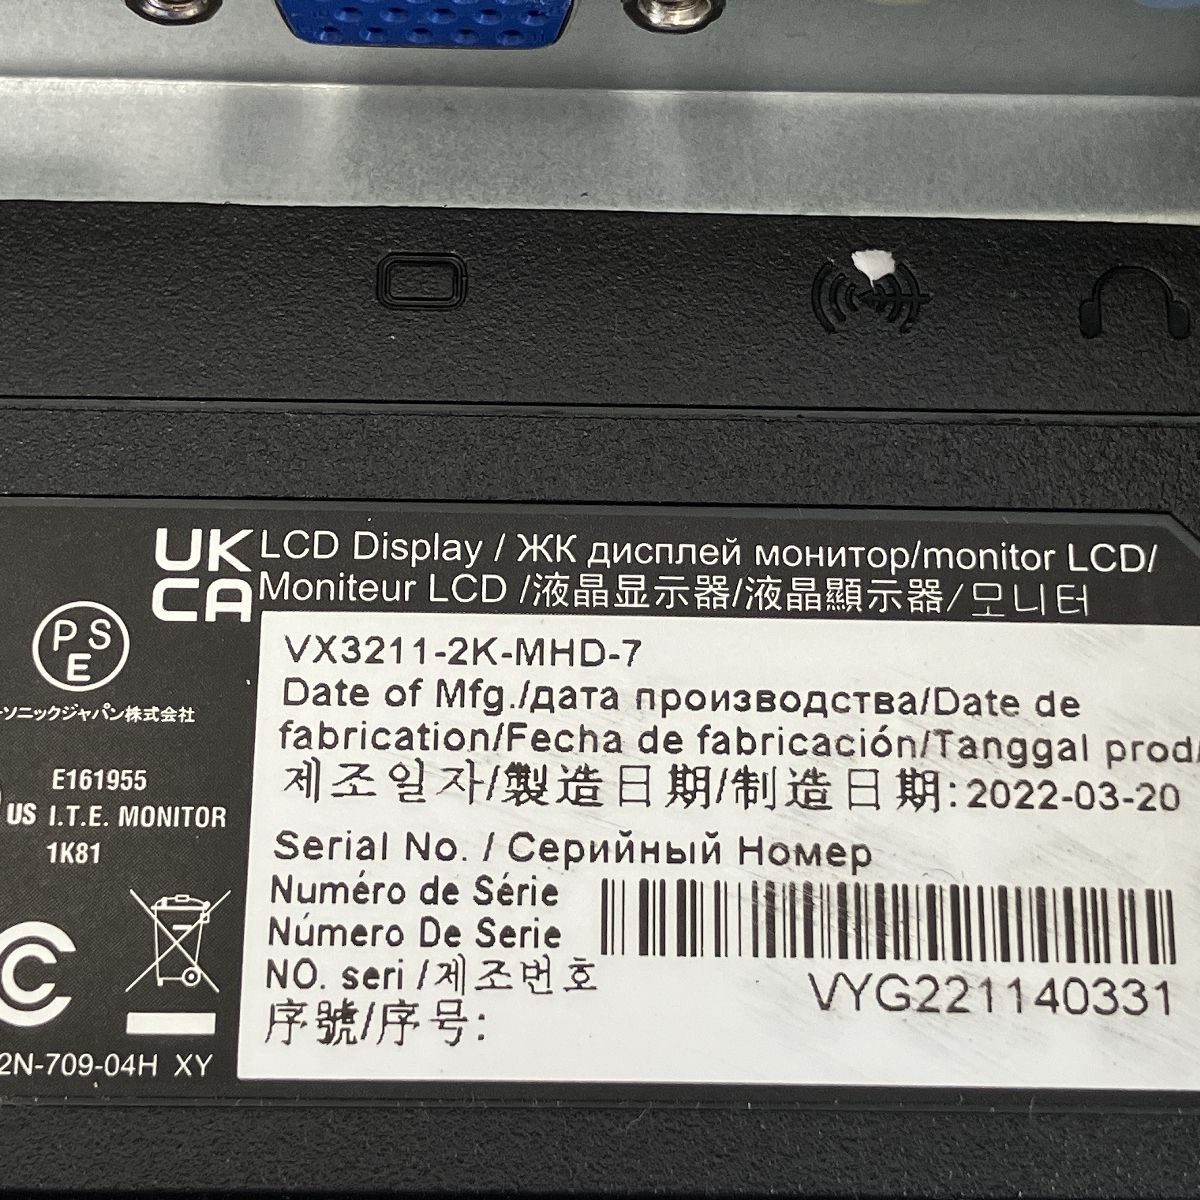 UK
CA
LCD Display / ЖК дисплей монитор/monitor LCD/
Moniteur LCD /液晶显示器/液晶顯示器/모니터
PSE
ソニックジャパン株式会社
E161955
US I.T.E. MONITOR
1K81
2N-709-04H XY
VX3211-2K-MHD-7
Date of Mfg./дата производства/Date de
fabrication/Fecha de fabricación/Tanggal prod
제조일자/製造日期/制造日期:2022-03-20
Serial No. / Серийный Номер
Numéro de Série
Número De Serie
NO. seri /제조번호
序號/序号:
VYG221140331